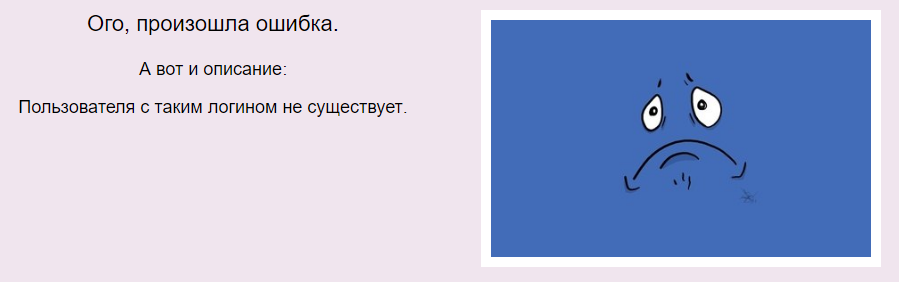 Ого, произошла ошибка.
А вот и описание:
Пользователя с таким логином не существует.